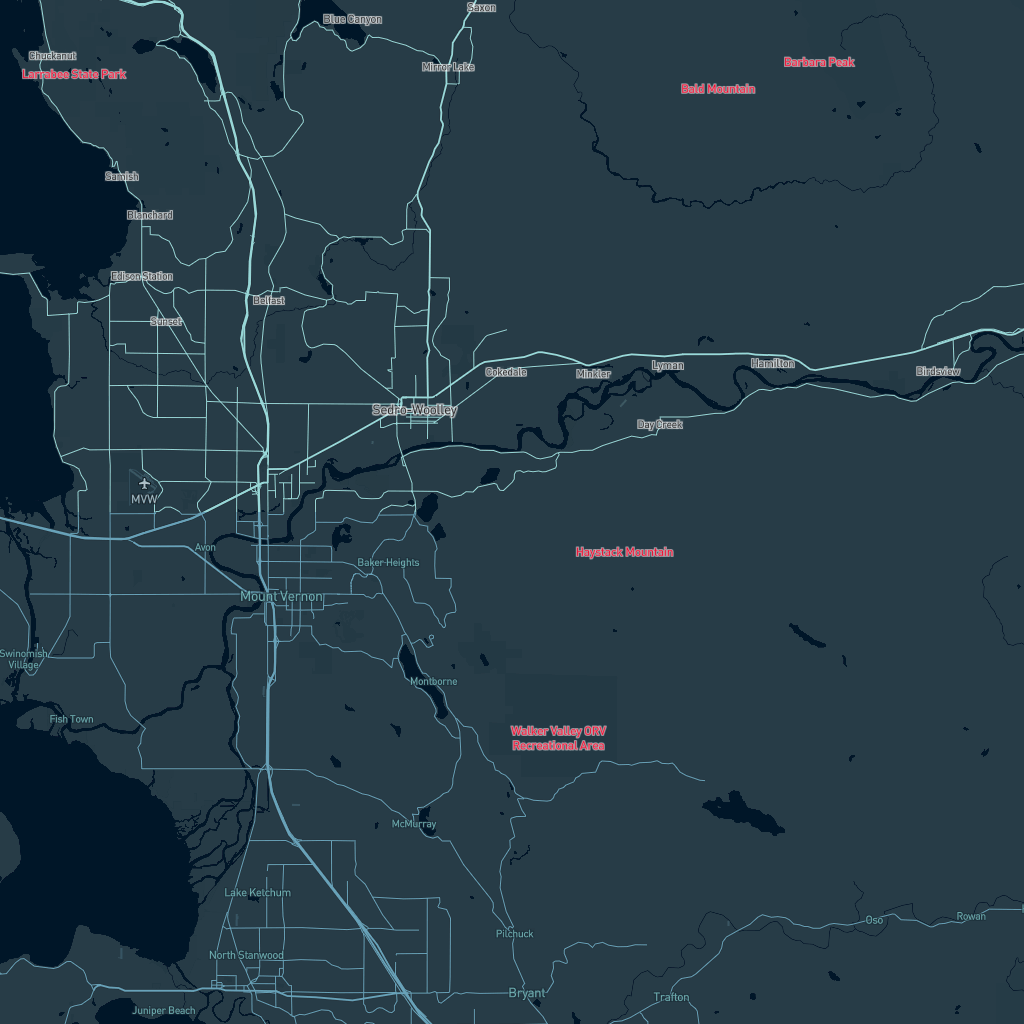 Saxon
Blue Canyon
Chuckanut
Barbara Peak
Mirror Lake
Larrabee State Park
Bold Mountain
Samish
Blanchard
Edison Station
Belfast
Sunset
Hamilton
Lyman
Cokedale
Minkler
Birdsview
Sedro-Woolley
Day Creek
MVW
Avon
Haystack Mountain
Baker Heights
Mount Vernon
Swinomish
Village
Montborne
Fish Town
Walker Valley ORV
Recreational Area
McMurray
Lake Ketchum
Rowan
Oso
Pilchuck
North Stanwood
Bryant
Trafton
Juniper Beach